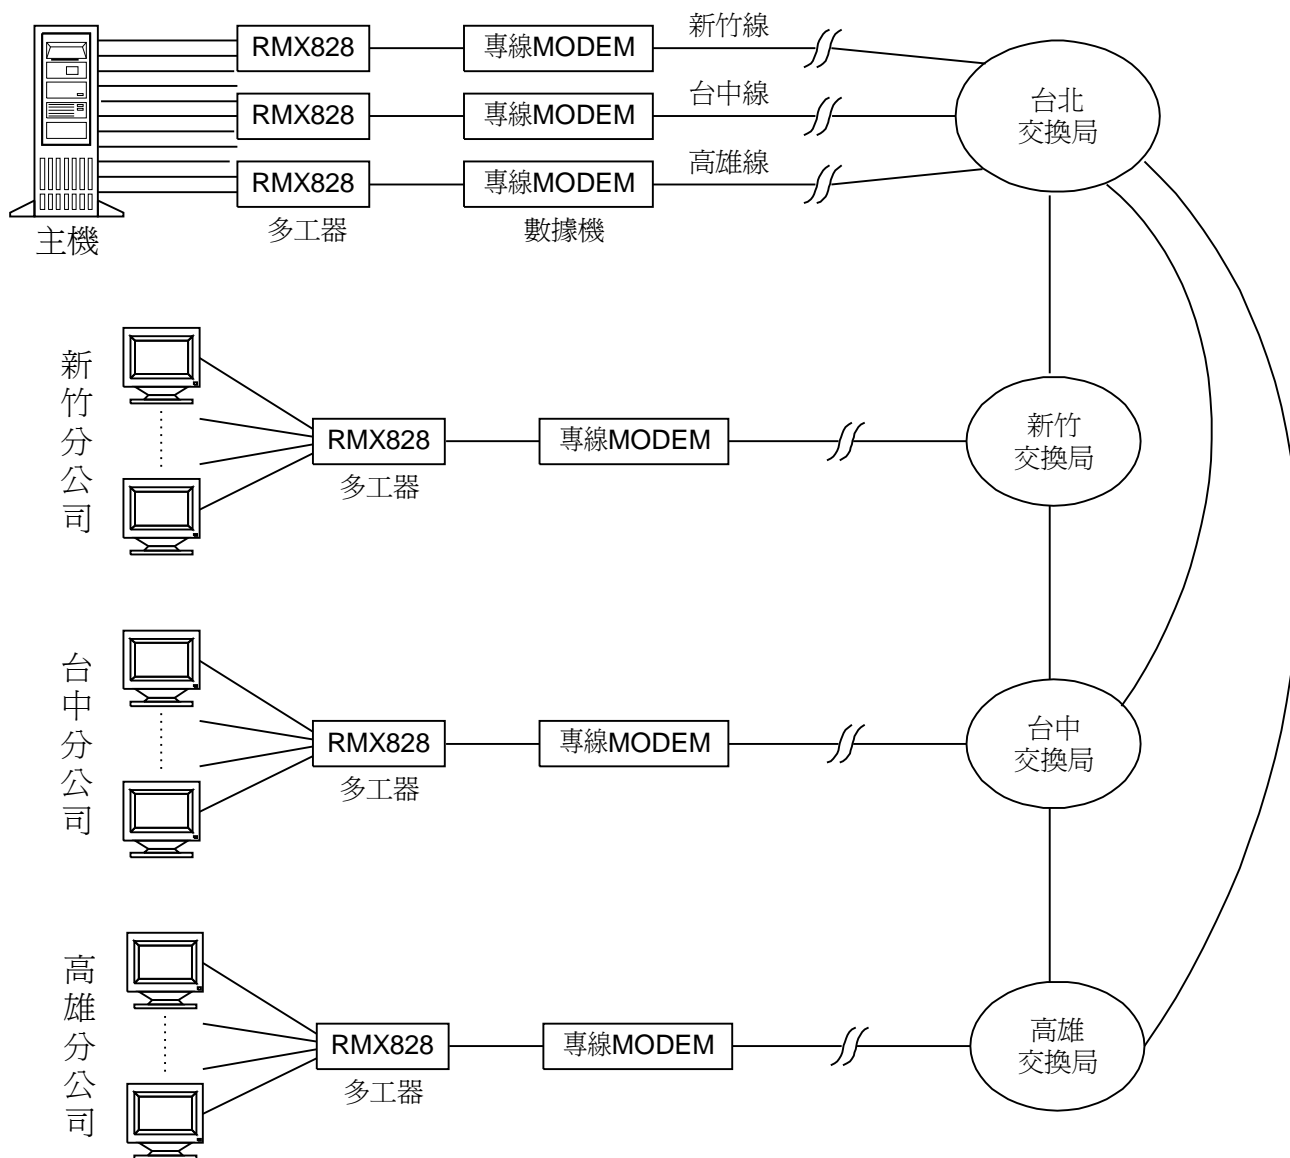 RMX828 專線MODEM 新竹線
RMX828 專線MODEM 台中線
RMX828 專線MODEM 高雄線
台北
交換局
主機 多工器 數據機
新竹分公司
RMX828 專線MODEM
多工器
新竹
交換局
台中分公司
RMX828 專線MODEM
多工器
台中
交換局
高雄分公司
RMX828 專線MODEM
多工器
高雄
交換局